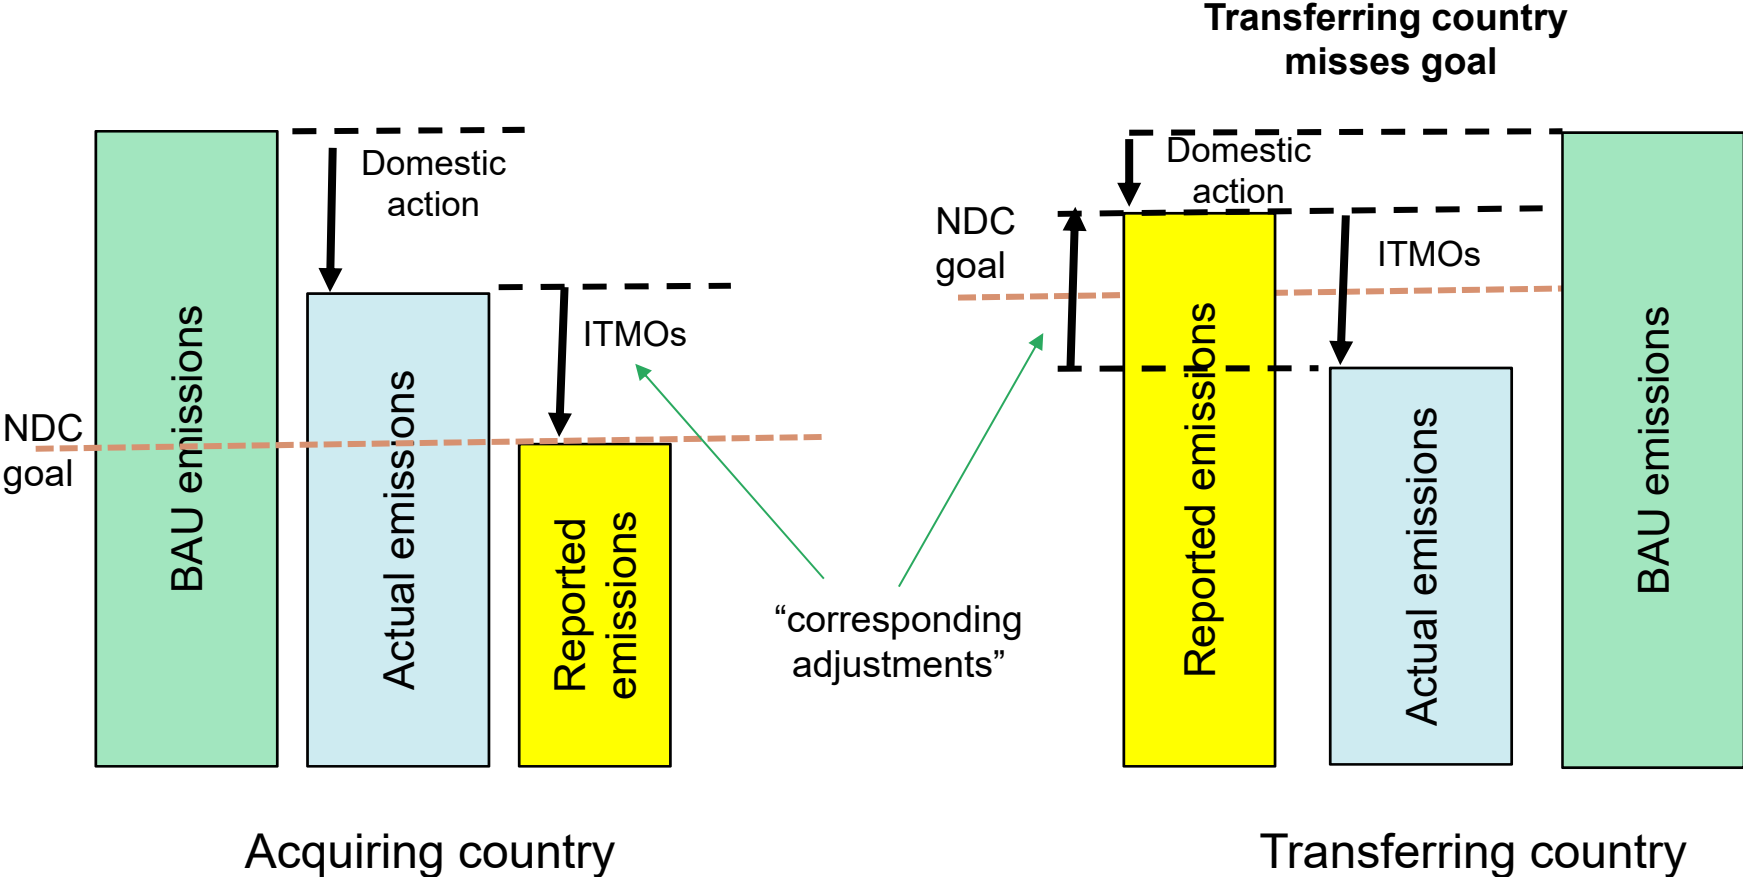 Transferring country
misses goal
Domestic
action
ITMOs
NDC
goal
BAU emissions
Actual emissions
Reported
emissions
Acquiring country
“corresponding
adjustments”
Domestic
action
NDC
goal
ITMOs
Reported emissions
Actual emissions
BAU emissions
Transferring country